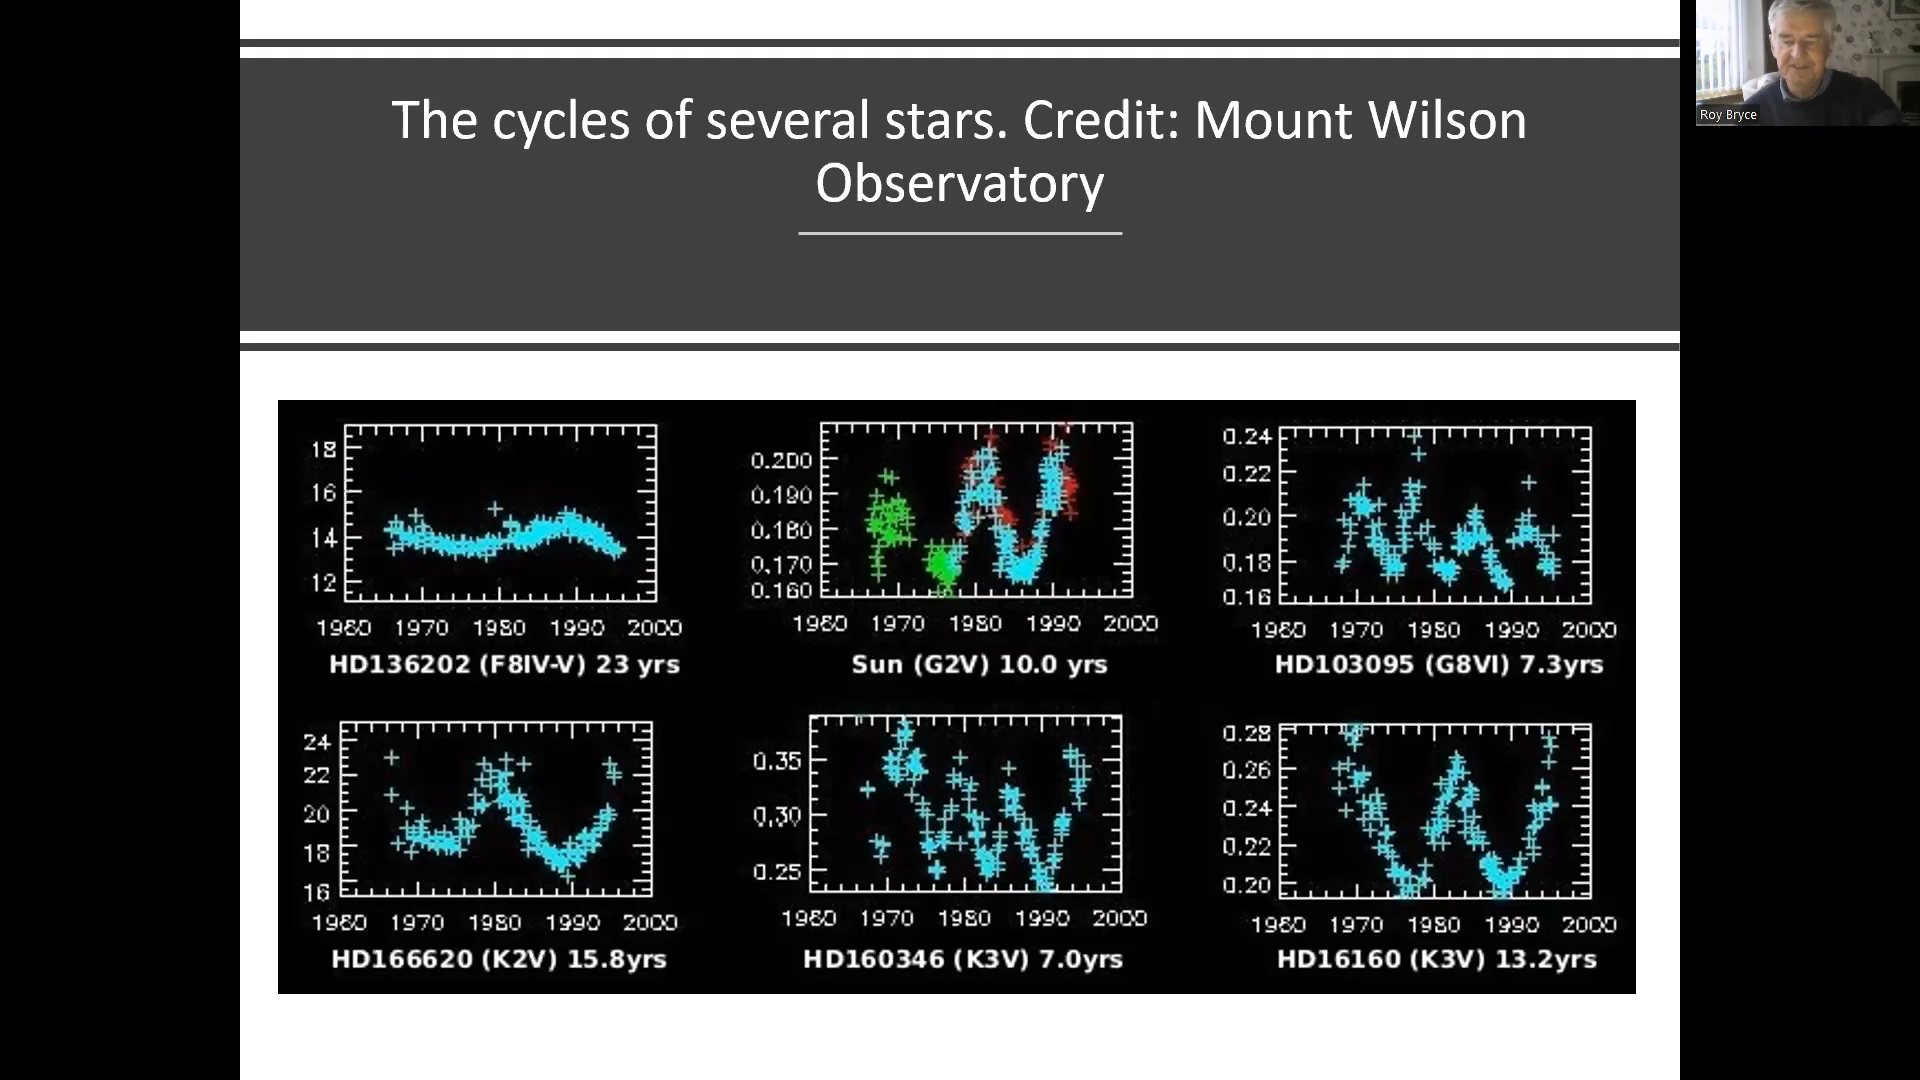 The cycles of several stars. Credit: Mount Wilson
Observatory
Roy Bryce
18
16
14
12
1960 1970 1980 1990 2000
HD136202 (F8IV-V) 23 yrs
0.200
0.190
0.180
0.170
0.160
1960 1970 1980 1990 2000
Sun (G2V) 10.0 yrs
0.24
0.22
0.20
0.18
0.16
1960 1970 1980 1990 2000
HD103095 (G8VI) 7.3yrs
24
22
20
18
16
1960 1970 1980 1990 2000
HD166620 (K2V) 15.8yrs
0.35
0.30
0.25
1960 1970 1980 1990 2000
HD160346 (K3V) 7.0yrs
0.28
0.26
0.24
0.22
0.20
1960 1970 1980 1990 2000
HD16160 (K3V) 13.2yrs